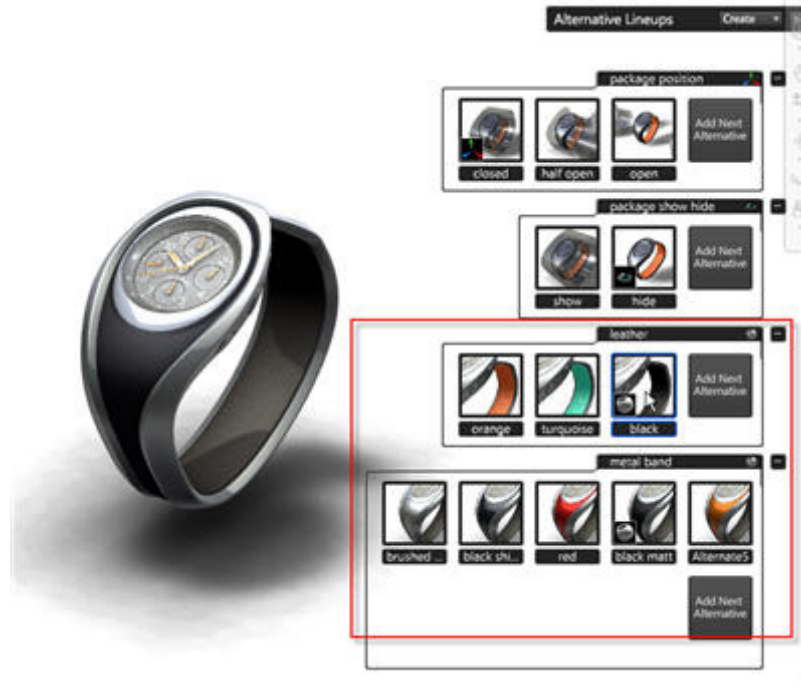 Alternative Lineups Create
package position
Add Next
Alternative
closed half open open
package show hide
Add Next
Alternative
show hide
leather
Add Next
Alternative
orange turquoise black
metal band
brushed ... black shi... red black matt Alternate5
Add Next
Alternative